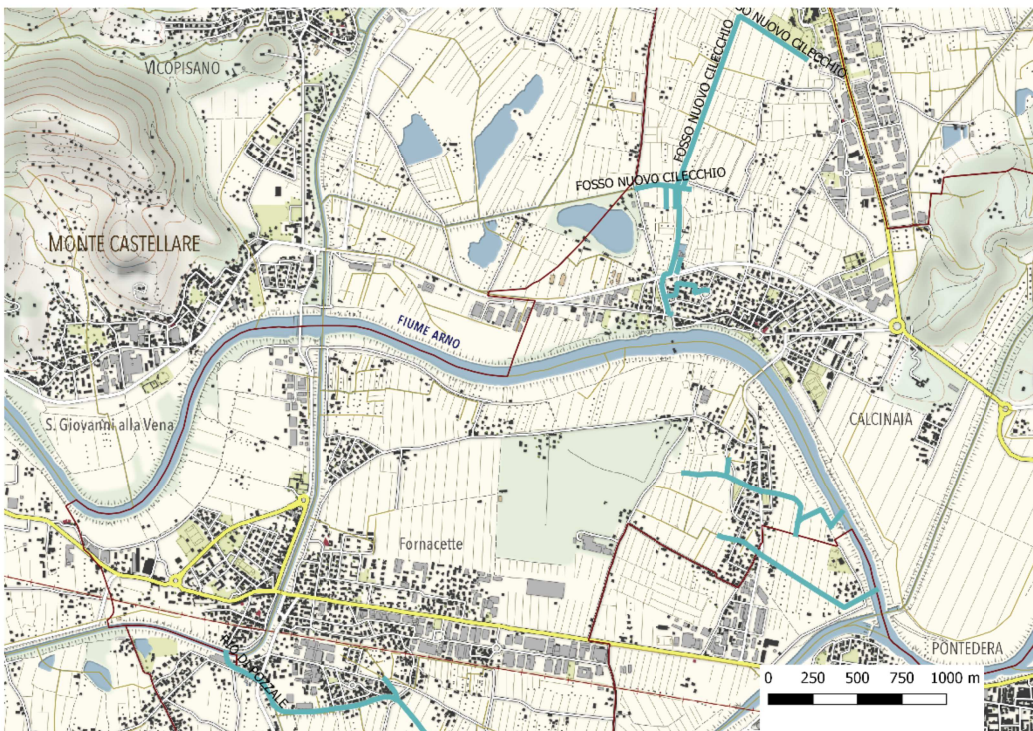 NUOVO CILECCHIO
VICOPISANO
FOSSO NUOVO CILECCHIO
FOSSO NUOVO CILECCHIO
MONTE CASTELLARE
FIUME ARNO
S. Giovanni alla Vena
CALCINAIA
Fornacette
PONTEDERA
0 250 500 750 1000 m